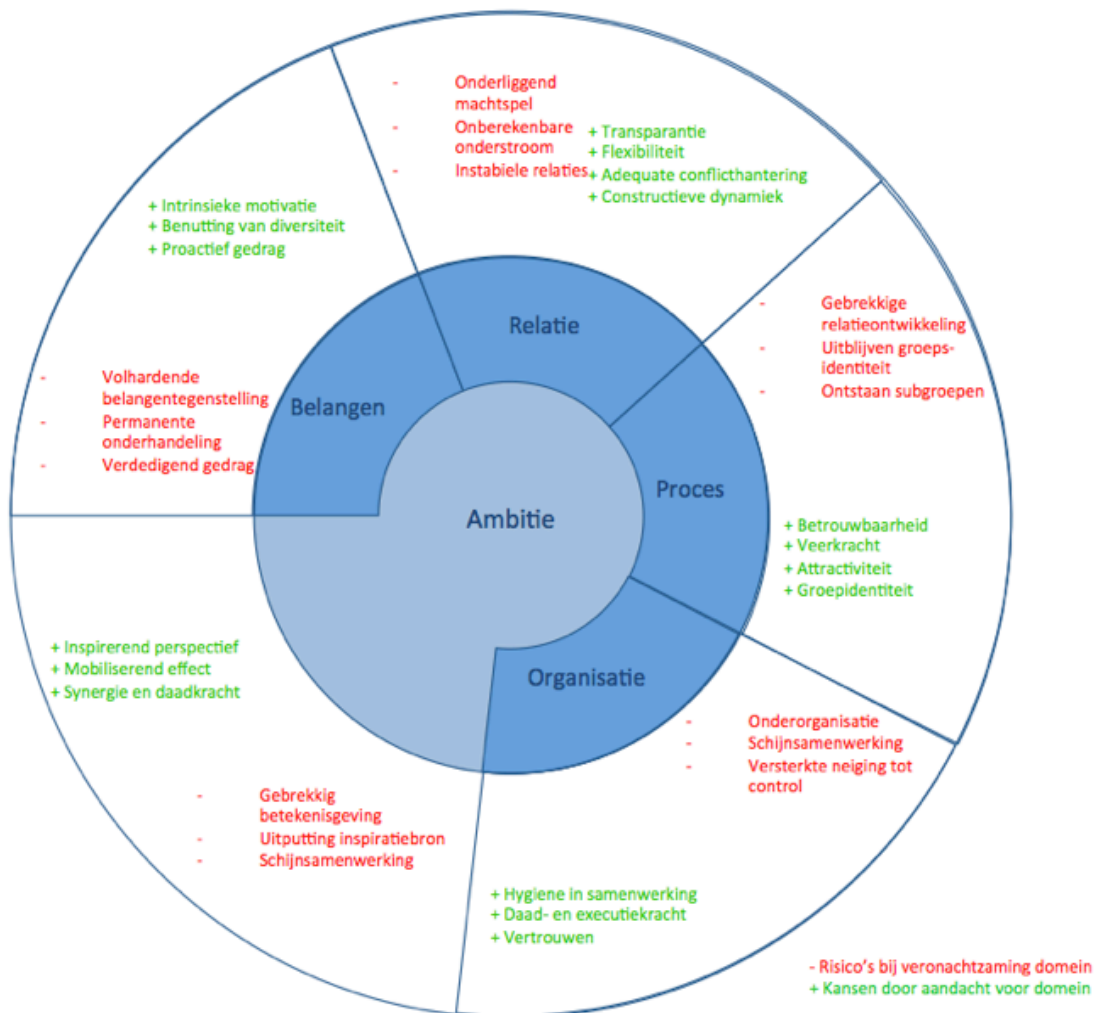 - Onderliggend
machtspel
- Onberekenbare
onderstroom
- Instabiele relaties
+ Transparantie
+ Flexibiliteit
+ Adequate conflicthantering
+ Constructieve dynamiek
+ Intrinsieke motivatie
+ Benutting van diversiteit
+ Proactief gedrag
- Volhardende
belangentegenstelling
- Permanente
onderhandeling
- Verdedigend gedrag
Belangen
Relatie
- Gebrekkige
relatieontwikkeling
- Uitblijven groeps-
identiteit
- Ontstaan subgroepen
Proces
+ Betrouwbaarheid
+ Veerkracht
+ Attractiviteit
+ Groepidentiteit
Ambitie
+ Inspirerend perspectief
+ Mobiliserend effect
+ Synergie en daadkracht
- Gebrekkig
betekenisgeving
- Uitputting inspiratiebron
- Schijnsamenwerking
Organisatie
- Onderorganisatie
- Schijnsamenwerking
- Versterkte neiging tot
control
+ Hygiene in samenwerking
+ Daad- en executiekracht
+ Vertrouwen
- Risico's bij veronachtzaming domein
+ Kansen door aandacht voor domein